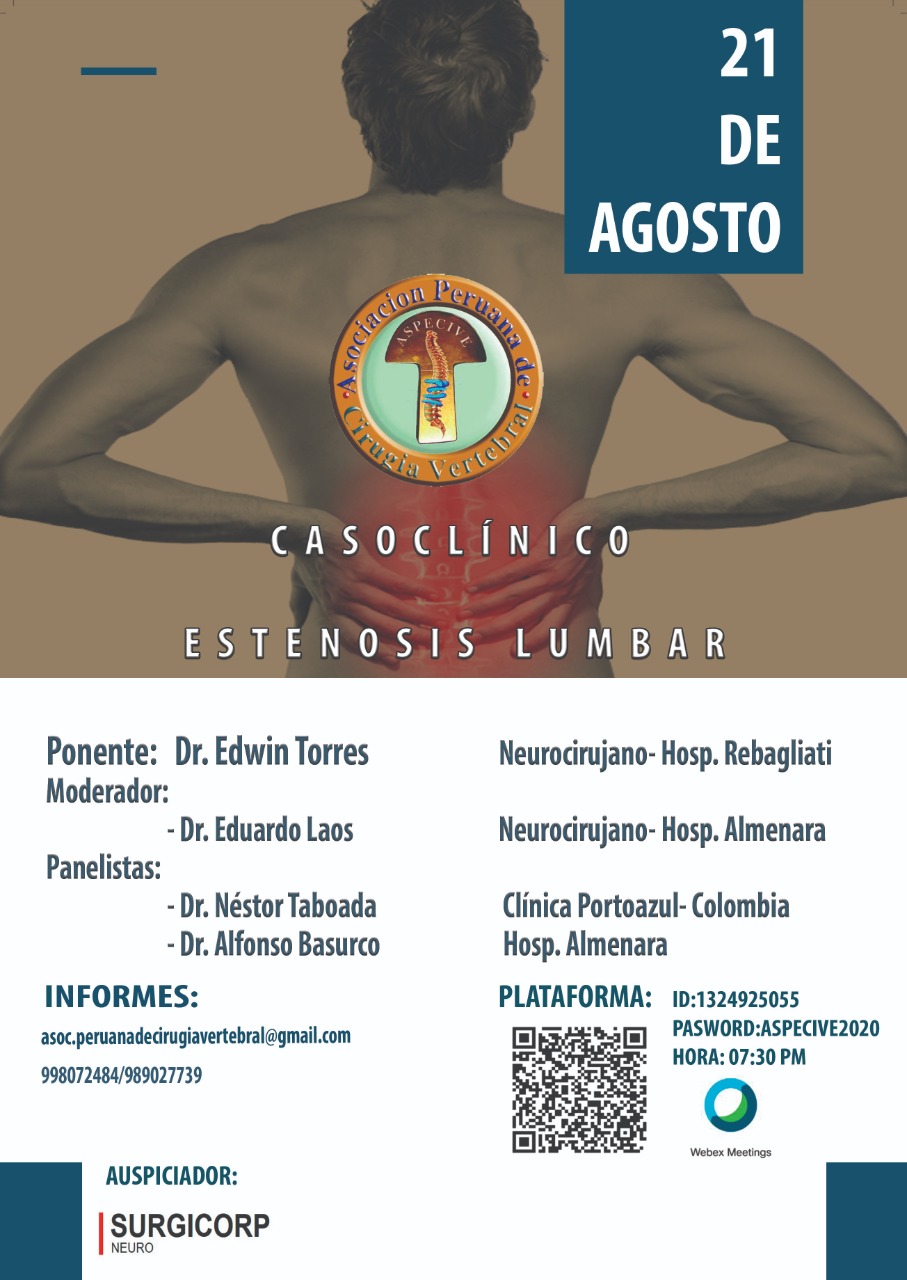 21
DE
AGOSTO
Asociacion Peruana de
Cirugia Vertebral
ASPECIVE
CASOCLÍNICO
ESTENOSIS LUMBAR
Ponente: Dr. Edwin Torres Neurocirujano- Hosp. Rebagliati
Moderador:
- Dr. Eduardo Laos Neurocirujano- Hosp. Almenara
Panelistas:
- Dr. Néstor Taboada Clínica Portoazul- Colombia
- Dr. Alfonso Basurco Hosp. Almenara
INFORMES:
asoc.peruanadecirugiavertebral@gmail.com
998072484/989027739
PLATAFORMA: ID:1324925055
PASWORD:ASPECIVE2020
HORA: 07:30 PM
Webex Meetings
AUSPICIADOR:
SURGICORP
NEURO